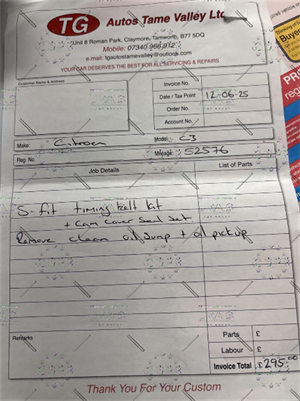 TG
Autos Tame Valley Ltd
Unit 8 Roman Park, Claymore, Tamworth, B77 5DQ
Mobile: 07340 966 912
e.mail: tgautostamevalley@outlook.com
YOUR CAR DESERVES THE BEST FOR ALL SERVICING & REPAIRS
Customer Name & Address
Invoice No.
Date / Tax Point 12-06-25
Order No.
Account No.
Make: Citroen Model: C3
Reg. No. Mileage: 52576
Job Details List of Parts
S-fit timing belt kit
+ Cam Cover Seal Set
Remove clean oil sump + oil pick up
Remarks
Parts £
Labour £
Invoice Total £295.00
Thank You For Your Custom
Buye
PR
reg